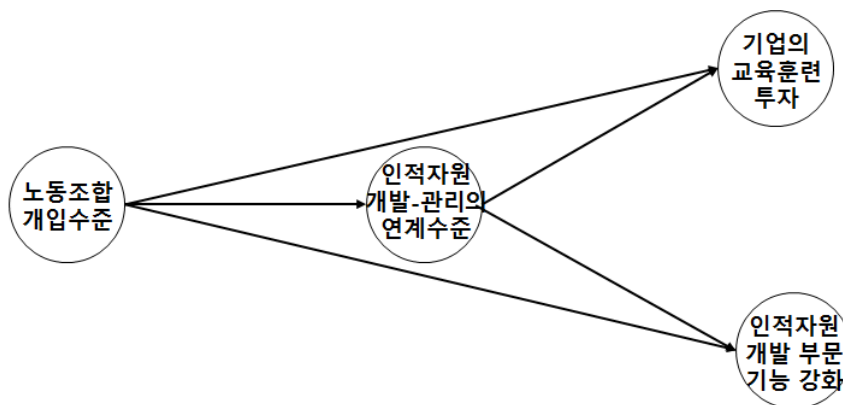 기업의
교육훈련
투자
노동조합
개입수준
인적자원
개발-관리의
연계수준
인적자원
개발 부문
기능 강화